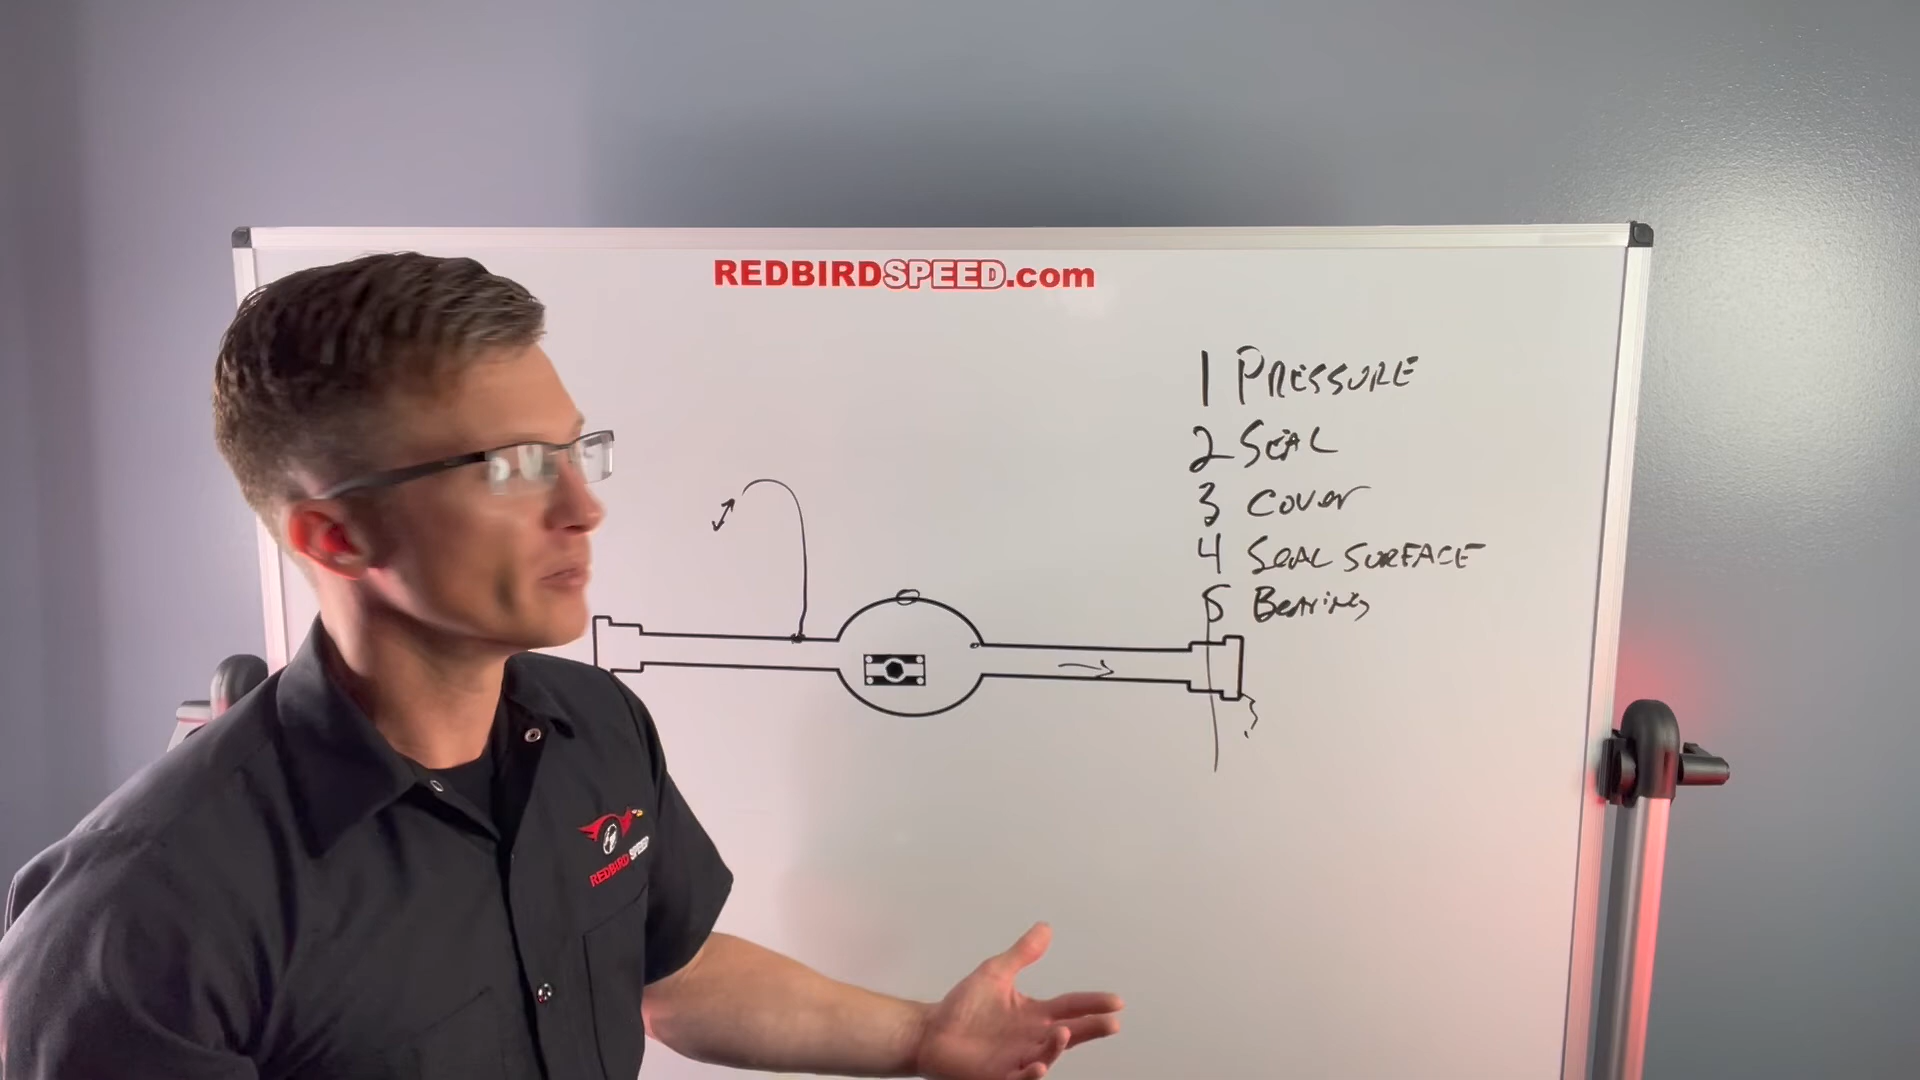 REDBIRDSPEED.com
1 PRESSURE
2 SEAL
3 COVER
4 SEAL SURFACE
5 BEARINGS
REDBIRD SPEED